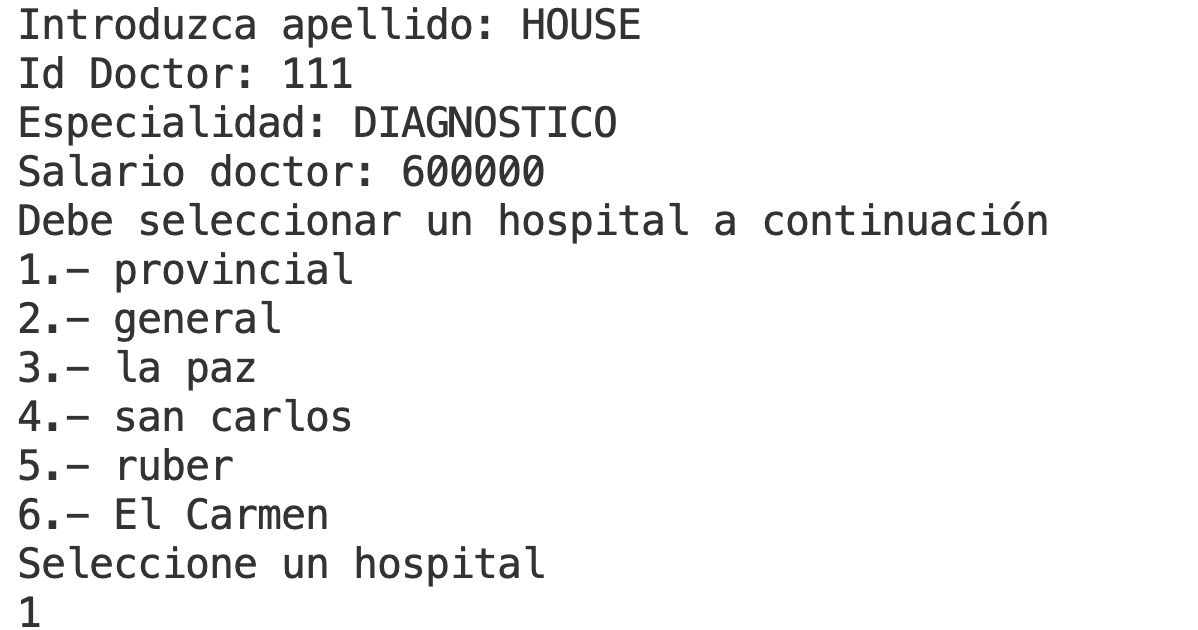 Introduzca apellido: HOUSE
Id Doctor: 111
Especialidad: DIAGNOSTICO
Salario doctor: 600000
Debe seleccionar un hospital a continuación
1.- provincial
2.- general
3.- la paz
4.- san carlos
5.- ruber
6.- El Carmen
Seleccione un hospital
1